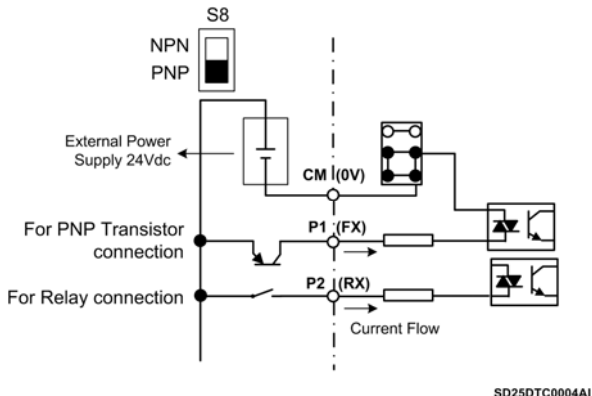 S8
NPN
PNP
External Power
Supply 24Vdc
CM (0V)
For PNP Transistor
connection
P1 (FX)
For Relay connection
P2 (RX)
Current Flow
SD25DTC0004AI